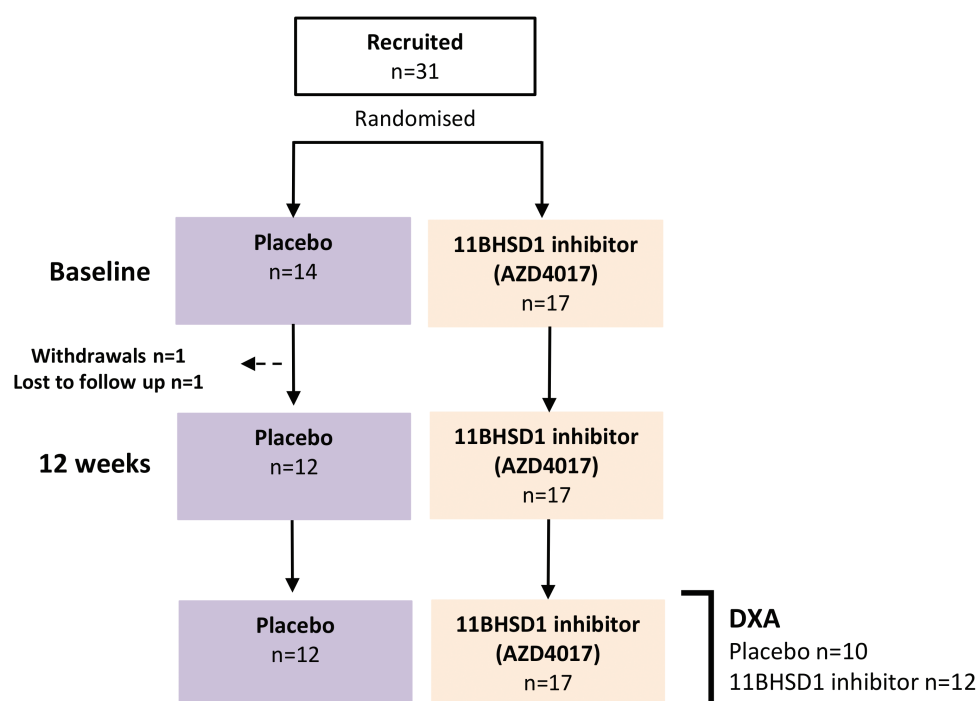 Recruited
n=31
Randomised
Baseline
Placebo
n=14
11BHSD1 inhibitor
(AZD4017)
n=17
Withdrawals n=1
Lost to follow up n=1
12 weeks
Placebo
n=12
11BHSD1 inhibitor
(AZD4017)
n=17
Placebo
n=12
11BHSD1 inhibitor
(AZD4017)
n=17
DXA
Placebo n=10
11BHSD1 inhibitor n=12